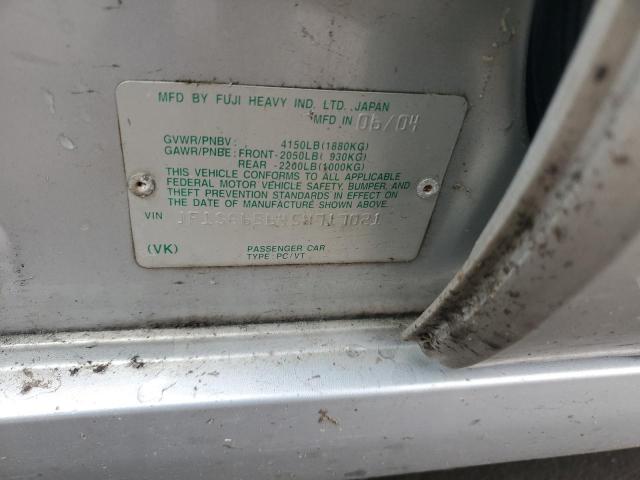 MFD BY FUJI HEAVY IND. LTD. JAPAN
MFD IN 06/04
GVWR/PNBV : 4150LB(1880KG)
GAWR/PNBE: FRONT-2050LB( 930KG)
REAR -2200LB(1000KG)
THIS VEHICLE CONFORMS TO ALL APPLICABLE
FEDERAL MOTOR VEHICLE SAFETY, BUMPER, AND
THEFT PREVENTION STANDARDS IN EFFECT ON
THE DATE OF MANUFACTURE SHOWN ABOVE.
VIN
(VK) PASSENGER CAR
TYPE: PC/VT